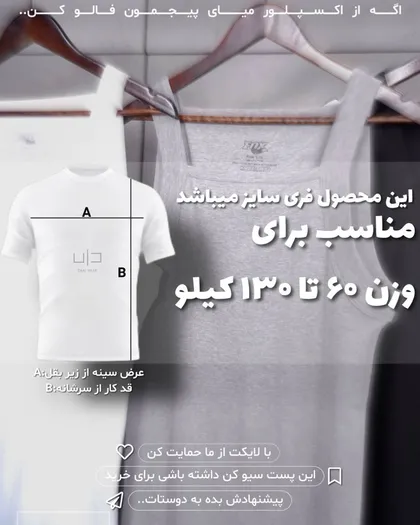 اگه از اکسپلور میای پیجمون فالو کن..
این محصول فری سایز میباشد
مناسب برای
وزن ۶۰ تا ۱۳۰ کیلو
A
B
عرض سینه از زیر بغل:A
قد کار از سرشانه:B
با لایکت از ما حمایت کن
این پست سیو کن داشته باشی برای خرید
پیشنهادش بده به دوستات..